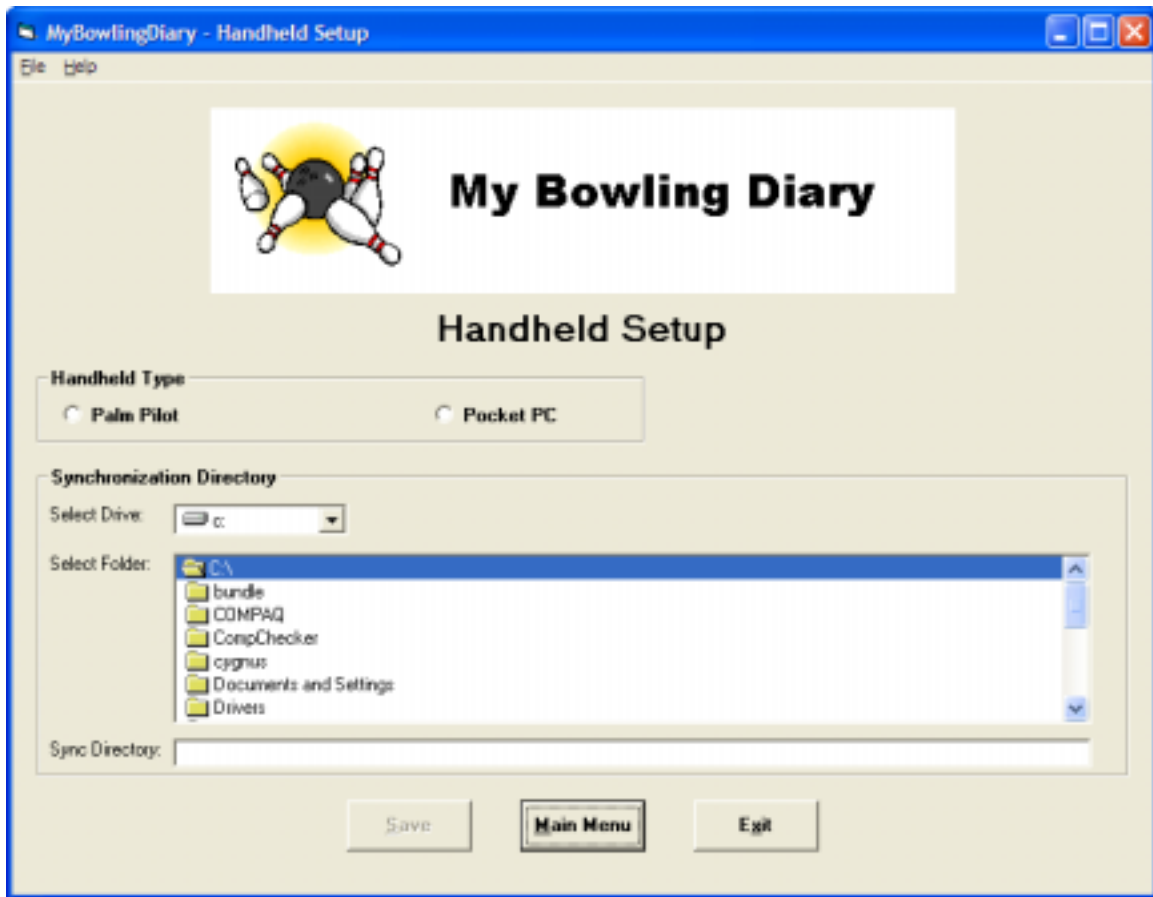 MyBowlingDiary - Handheld Setup
File Help
My Bowling Diary
Handheld Setup
Handheld Type
Palm Pilot Pocket PC
Synchronization Directory
Select Drive: c:
Select Folder: C:\
bundle
COMPAQ
CompChecker
cygnus
Documents and Settings
Drivers
Sync Directory:
Save Main Menu Exit